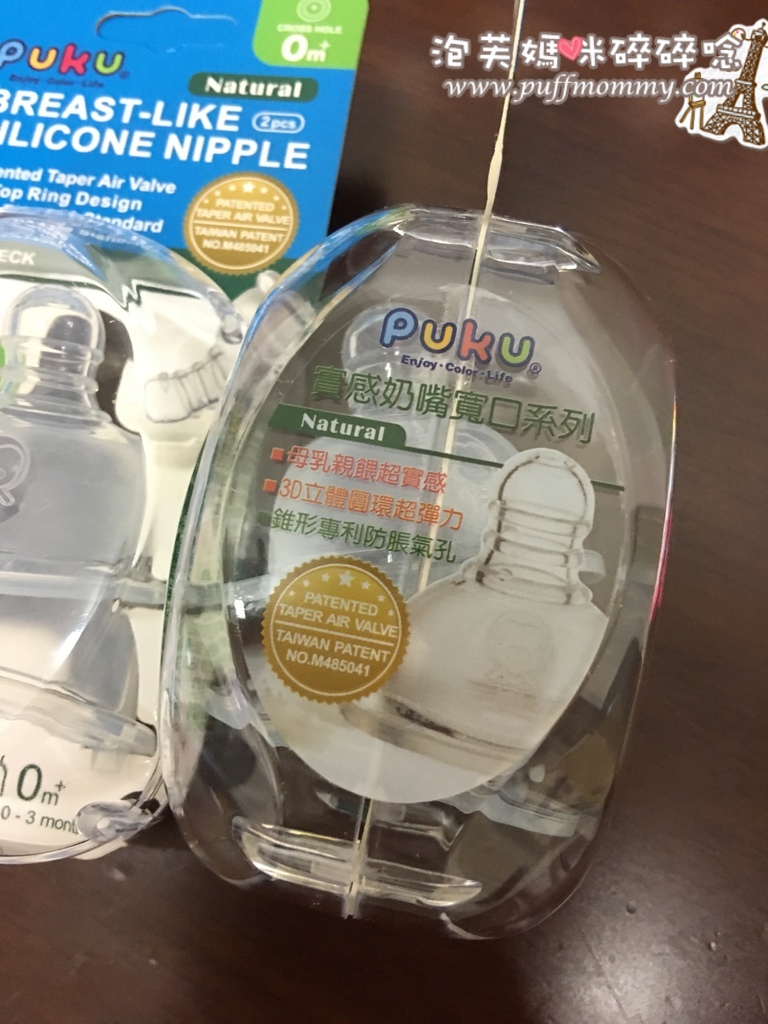 泡芙媽咪碎碎唸
www.puffmommy.com
CROSS HOLE
0m+
PUKU®
Enjoy · Color · Life
Natural
BREAST-LIKE 2pcs
ILICONE NIPPLE
ented Taper Air Valve
op Ring Design
Standard
PATENTED
TAPER AIR VALVE
TAIWAN PATENT
NO.M485041
ECK
0m+
0 - 3 mont
PUKU®
Enjoy · Color · Life
實感奶嘴寬口系列
Natural
母乳親餵超實感
3D立體圓環超彈力
錐形專利防脹氣孔
PATENTED
TAPER AIR VALVE
TAIWAN PATENT
NO.M485041